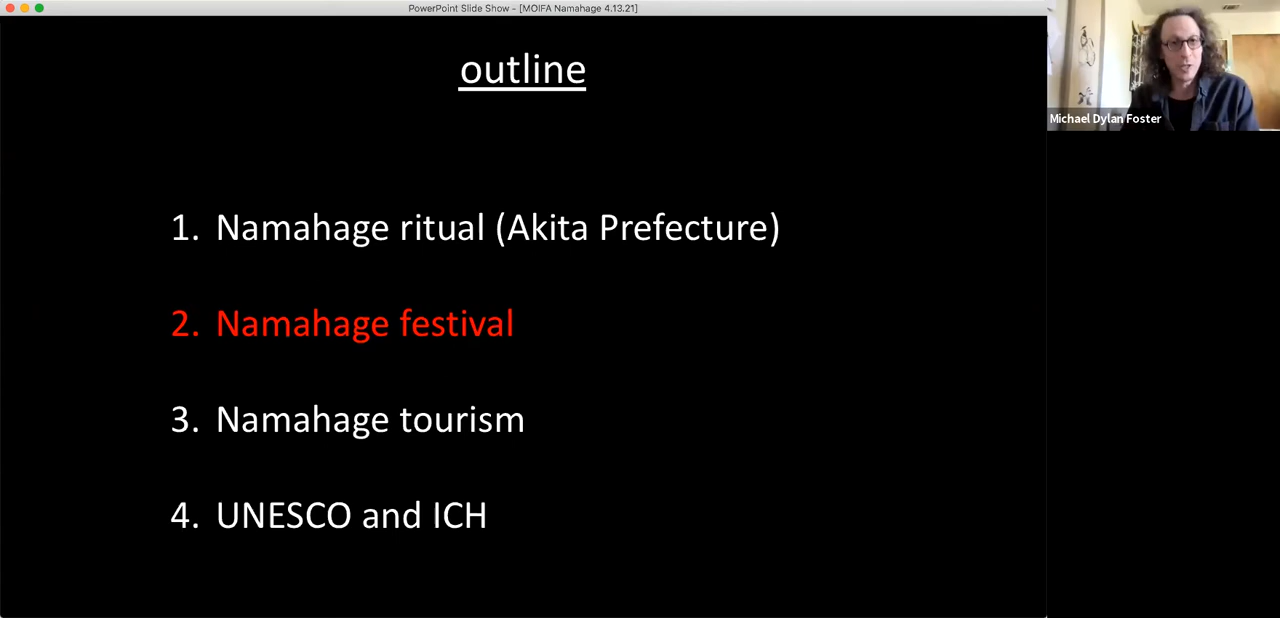 PowerPoint Slide Show - [MOIFA Namahage 4.13.21]
outline
1. Namahage ritual (Akita Prefecture)
2. Namahage festival
3. Namahage tourism
4. UNESCO and ICH
Michael Dylan Foster